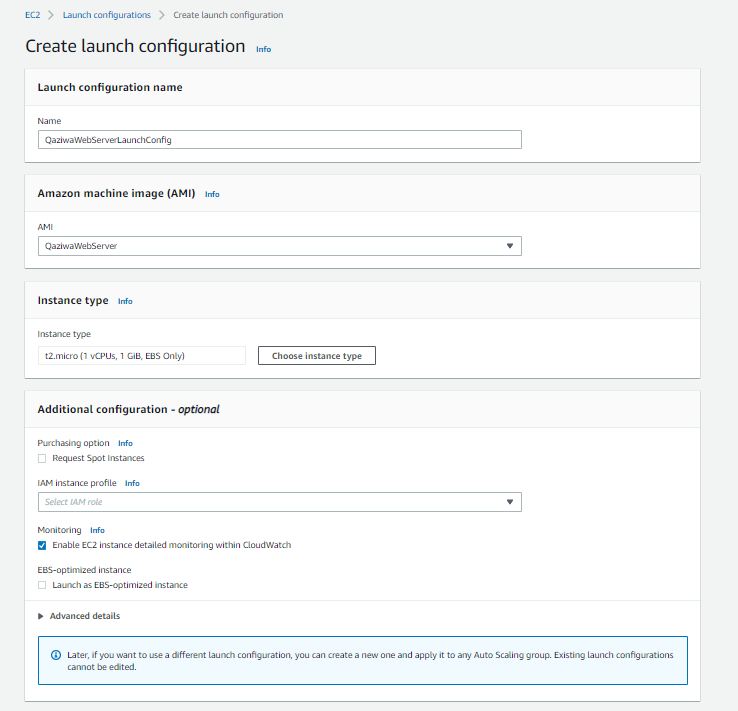 EC2 > Launch configurations > Create launch configuration
Create launch configuration Info
Launch configuration name
Name
QaziwaWebServerLaunchConfig
Amazon machine image (AMI) Info
AMI
QaziwaWebServer
Instance type Info
Instance type
t2.micro (1 vCPUs, 1 GiB, EBS Only) Choose instance type
Additional configuration - optional
Purchasing option Info
Request Spot Instances
IAM instance profile Info
Select IAM role
Monitoring Info
Enable EC2 instance detailed monitoring within CloudWatch
EBS-optimized instance
Launch as EBS-optimized instance
Advanced details
Later, if you want to use a different launch configuration, you can create a new one and apply it to any Auto Scaling group. Existing launch configurations
cannot be edited.